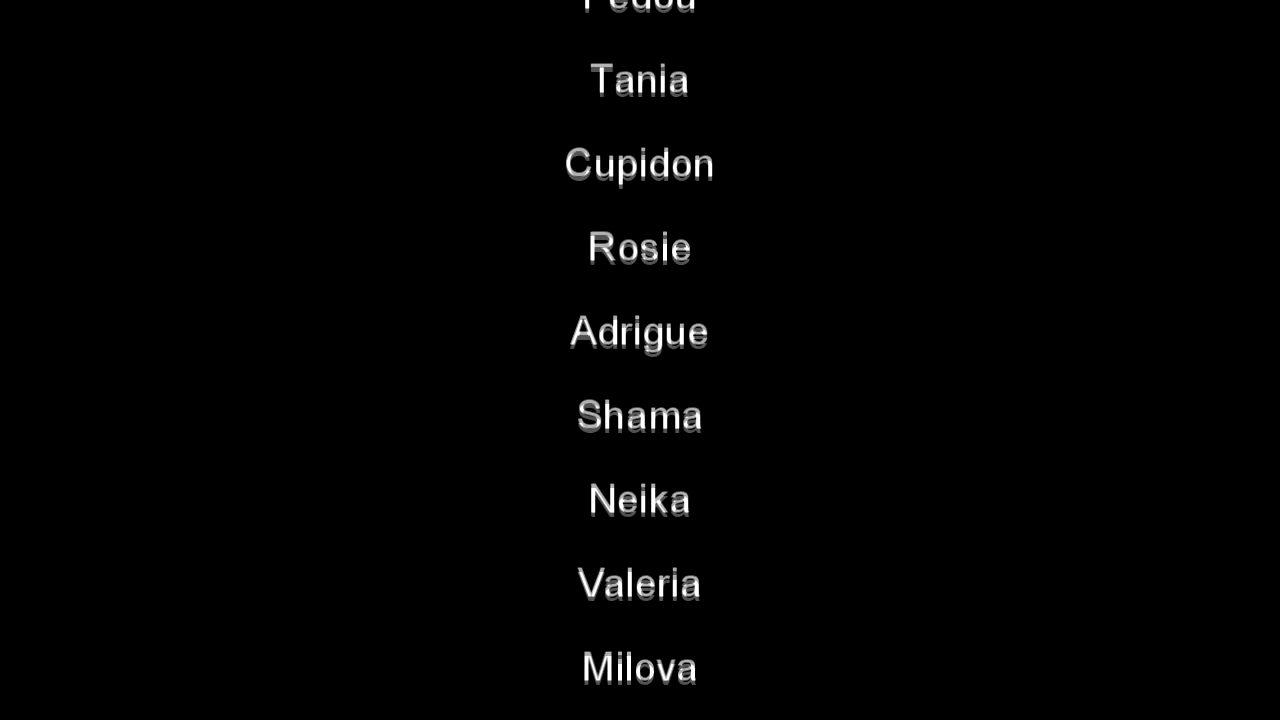 Tania
Cupidon
Rosie
Adrigue
Shama
Neika
Valeria
Milova